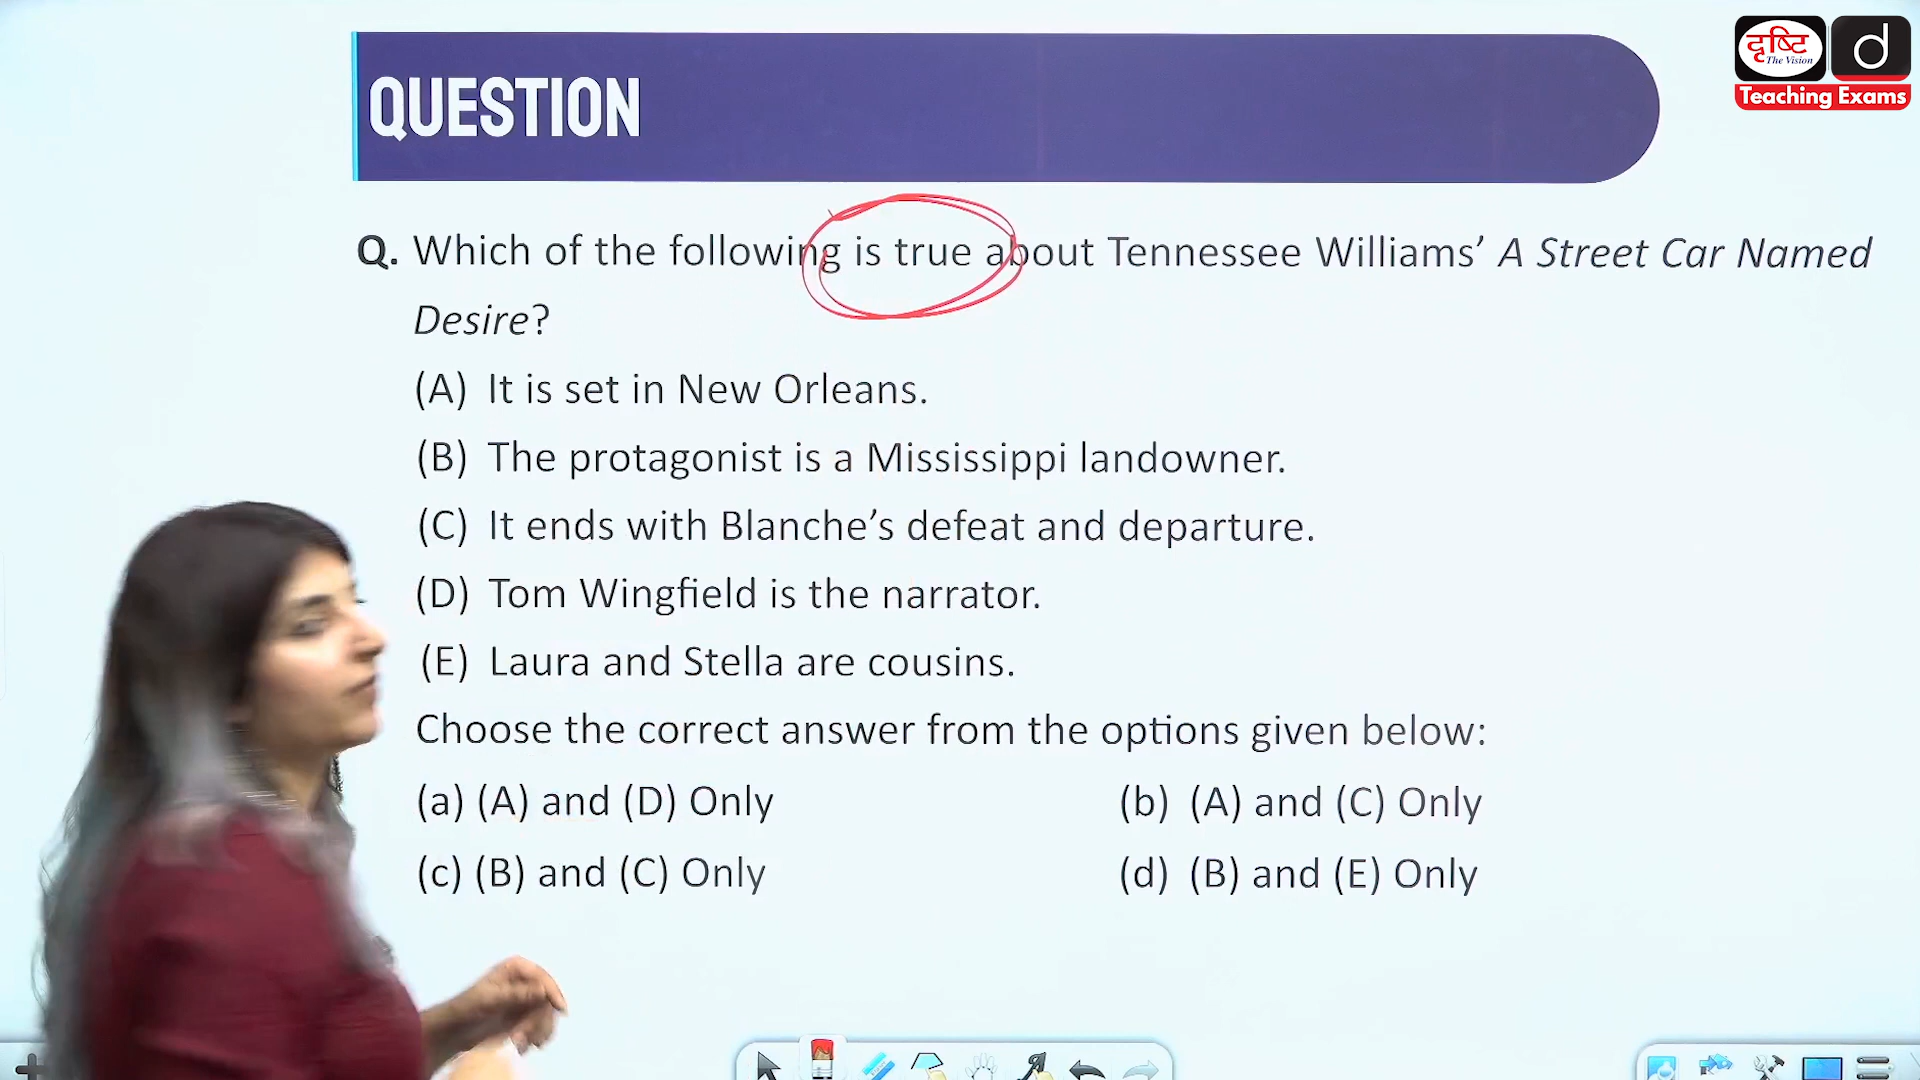 दृष्टि
The Vision
d
Teaching Exams
QUESTION
Q. Which of the following is true about Tennessee Williams’ A Street Car Named
Desire?
(A) It is set in New Orleans.
(B) The protagonist is a Mississippi landowner.
(C) It ends with Blanche’s defeat and departure.
(D) Tom Wingfield is the narrator.
(E) Laura and Stella are cousins.
Choose the correct answer from the options given below:
(a) (A) and (D) Only (b) (A) and (C) Only
(c) (B) and (C) Only (d) (B) and (E) Only